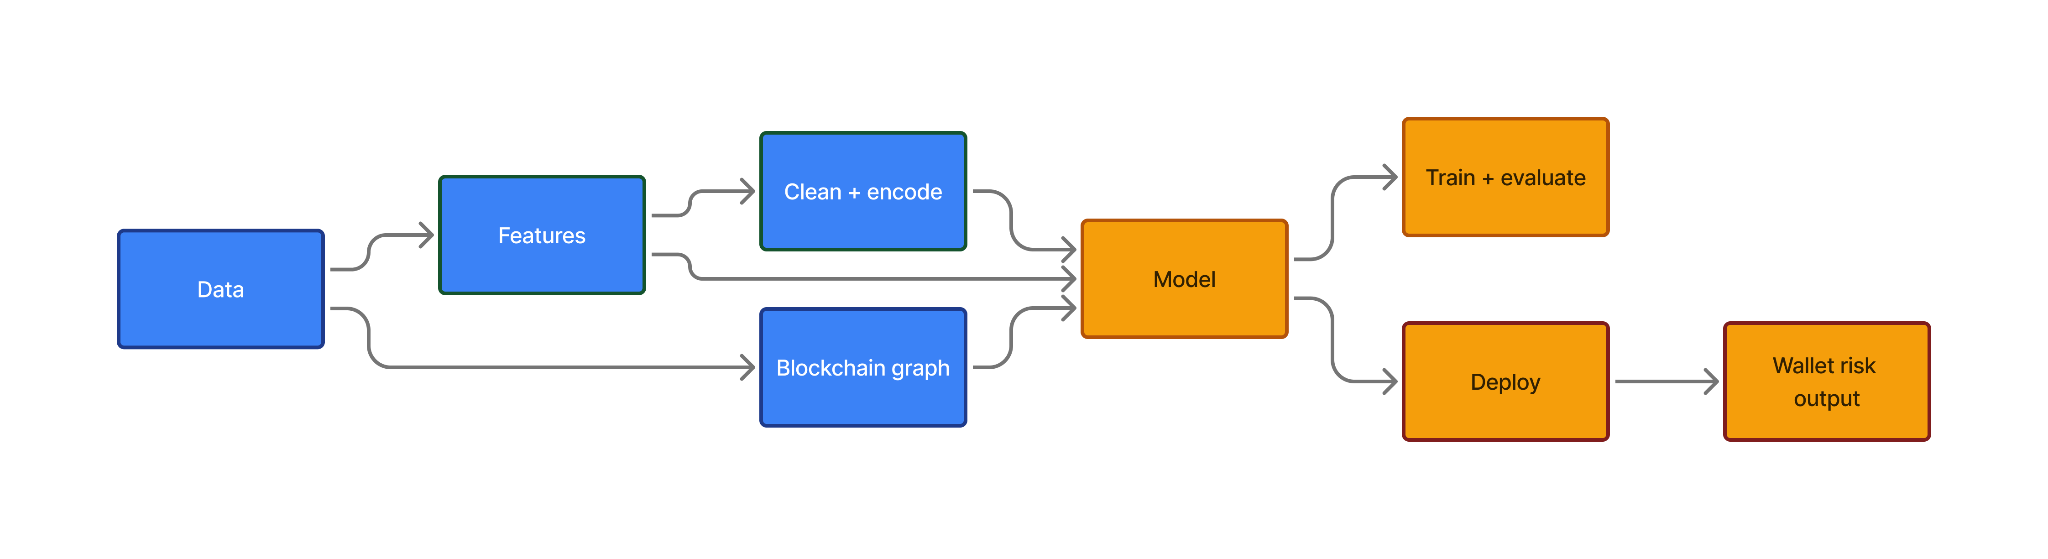 Data
Features
Clean + encode
Blockchain graph
Model
Train + evaluate
Deploy
Wallet risk
output